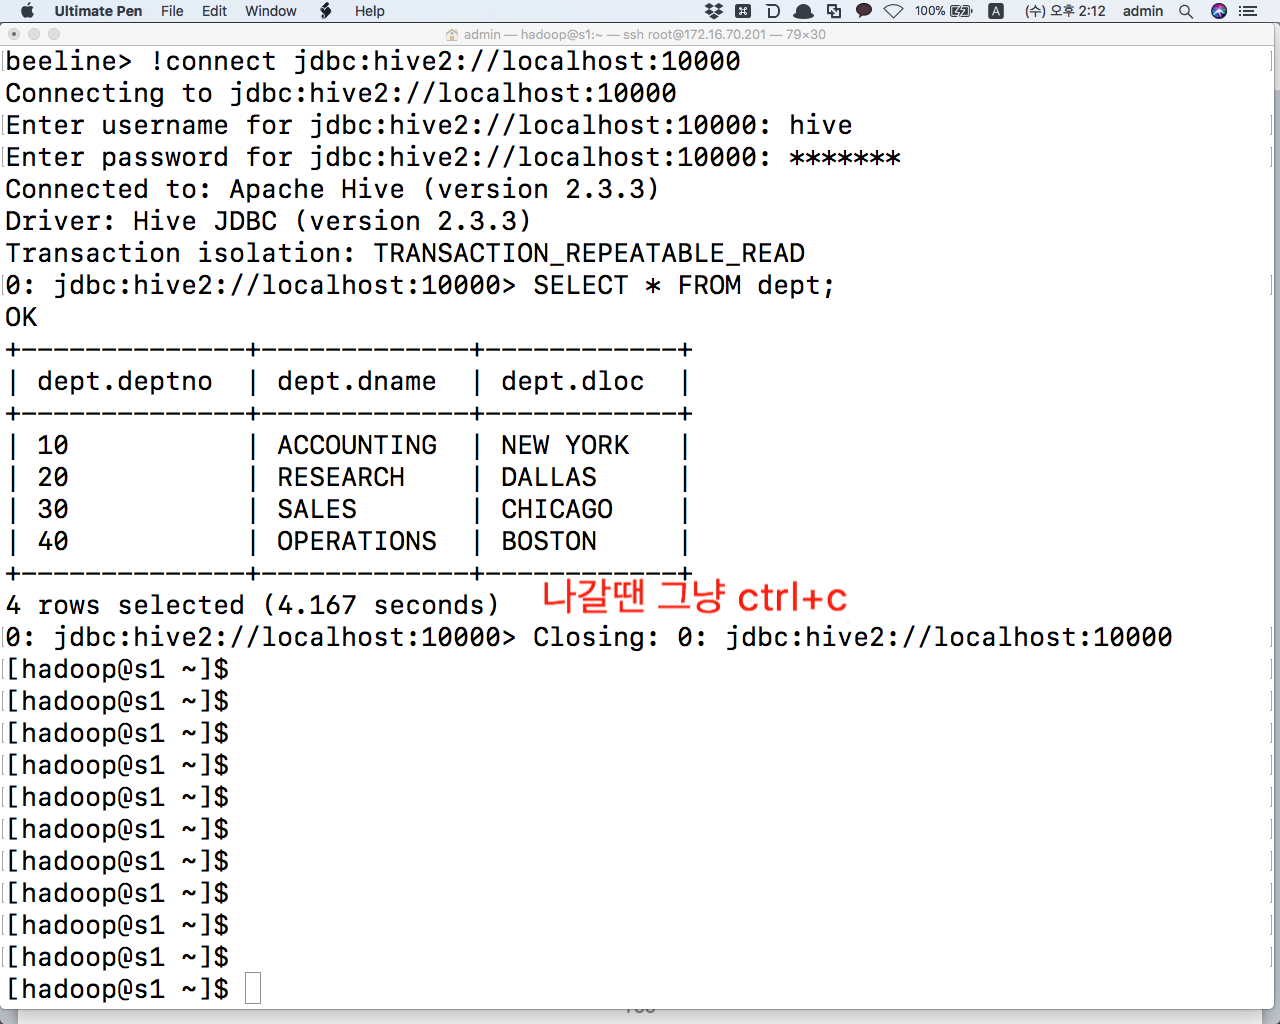 Ultimate Pen File Edit Window Help 100% A (수) 오후 2:12 admin
admin — hadoop@s1:~ — ssh root@172.16.70.201 — 79×30
beeline> !connect jdbc:hive2://localhost:10000
Connecting to jdbc:hive2://localhost:10000
Enter username for jdbc:hive2://localhost:10000: hive
Enter password for jdbc:hive2://localhost:10000: *******
Connected to: Apache Hive (version 2.3.3)
Driver: Hive JDBC (version 2.3.3)
Transaction isolation: TRANSACTION_REPEATABLE_READ
0: jdbc:hive2://localhost:10000> SELECT * FROM dept;
OK
+--------------+-------------+------------+
| dept.deptno  | dept.dname  | dept.dloc  |
+--------------+-------------+------------+
| 10           | ACCOUNTING  | NEW YORK   |
| 20           | RESEARCH    | DALLAS     |
| 30           | SALES       | CHICAGO    |
| 40           | OPERATIONS  | BOSTON     |
+--------------+-------------+------------+
4 rows selected (4.167 seconds)
나갈땐 그냥 ctrl+c
0: jdbc:hive2://localhost:10000> Closing: 0: jdbc:hive2://localhost:10000
[hadoop@s1 ~]$
[hadoop@s1 ~]$
[hadoop@s1 ~]$
[hadoop@s1 ~]$
[hadoop@s1 ~]$
[hadoop@s1 ~]$
[hadoop@s1 ~]$
[hadoop@s1 ~]$
[hadoop@s1 ~]$
[hadoop@s1 ~]$
[hadoop@s1 ~]$